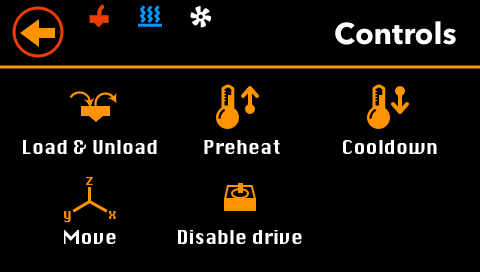 Controls
Load & Unload
Preheat
Cooldown
z
y
x
Move
Disable drive